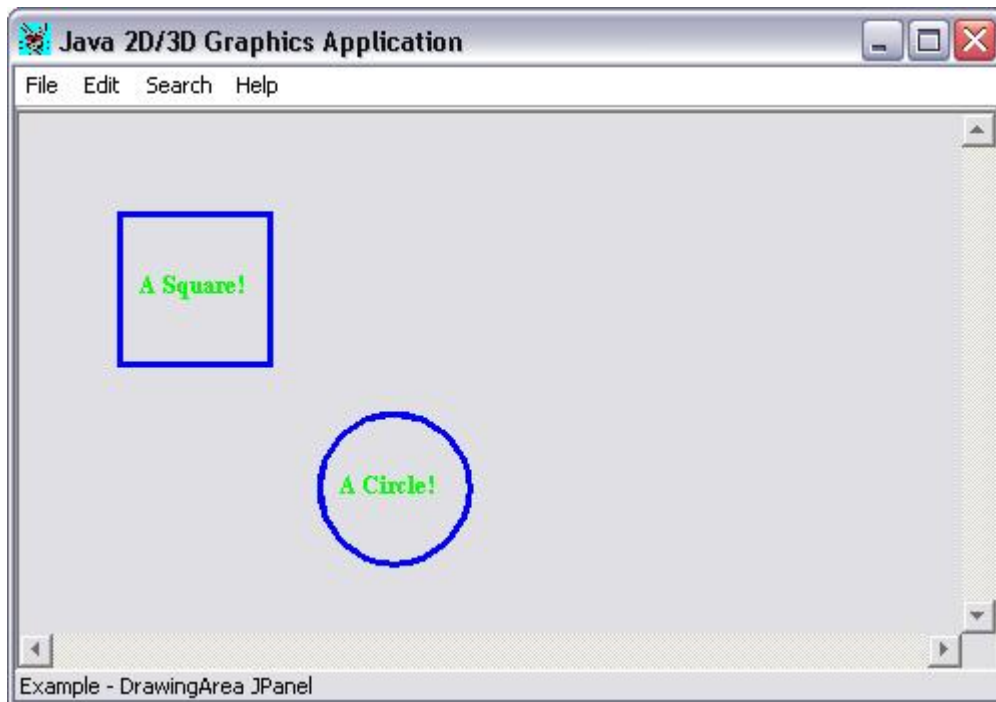 Java 2D/3D Graphics Application
File Edit Search Help
A Square!
A Circle!
Example - DrawingArea JPanel